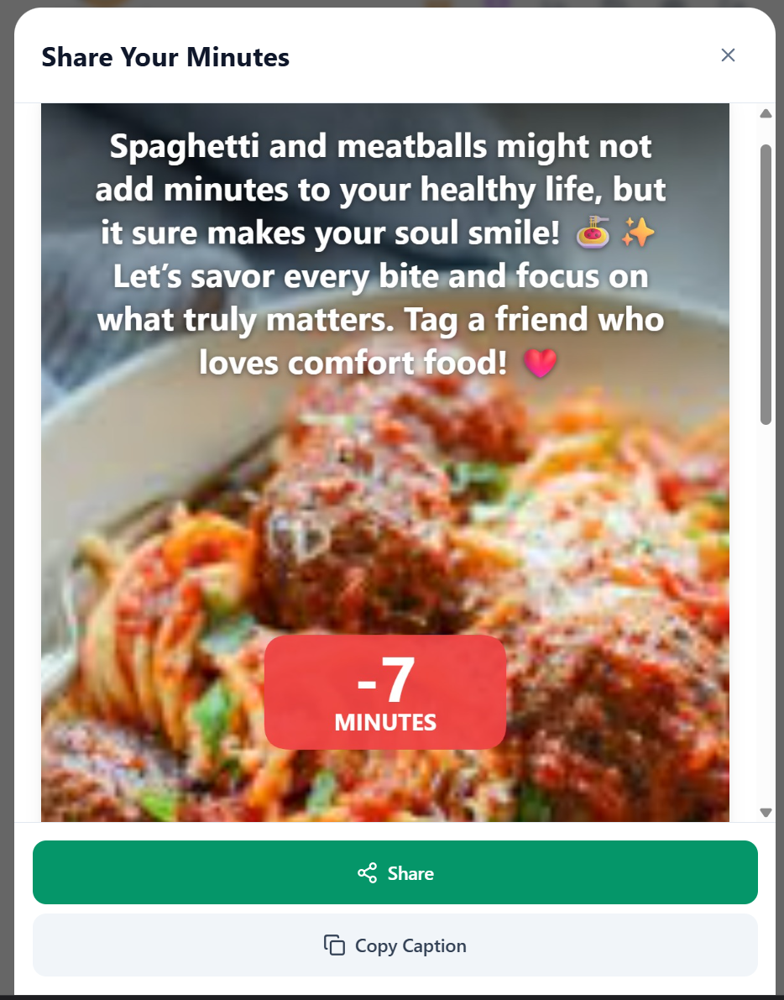 Share Your Minutes
Spaghetti and meatballs might not
add minutes to your healthy life, but
it sure makes your soul smile! 🍝 ✨
Let’s savor every bite and focus on
what truly matters. Tag a friend who
loves comfort food! 💗
-7
MINUTES
Share
Copy Caption